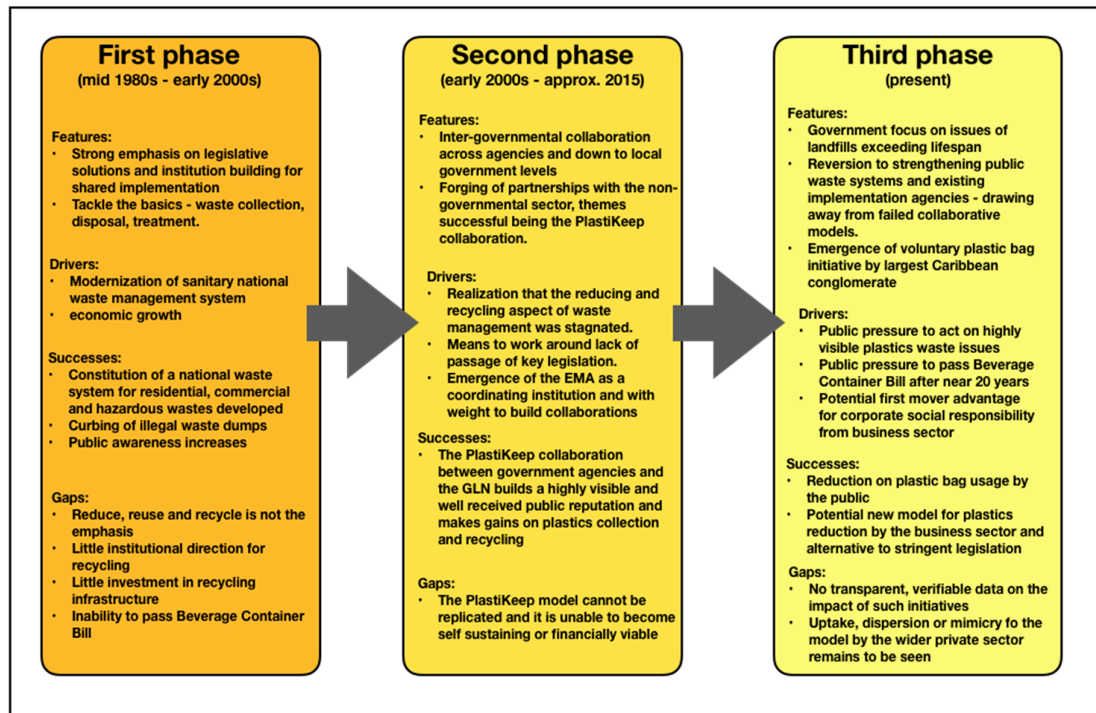 First phase
(mid 1980s - early 2000s)
Features:
• Strong emphasis on legislative
solutions and institution building for
shared implementation
• Tackle the basics - waste collection,
disposal, treatment.
Drivers:
• Modernization of sanitary national
waste management system
• economic growth
Successes:
• Constitution of a national waste
system for residential, commercial
and hazardous wastes developed
• Curbing of illegal waste dumps
• Public awareness increases
Gaps:
• Reduce, reuse and recycle is not the
emphasis
• Little institutional direction for
recycling
• Little investment in recycling
infrastructure
• Inability to pass Beverage Container
Bill
Second phase
(early 2000s - approx. 2015)
Features:
• Inter-governmental collaboration
across agencies and down to local
government levels
• Forging of partnerships with the non-
governmental sector, themes
successful being the PlastiKeep
collaboration.
Drivers:
• Realization that the reducing and
recycling aspect of waste
management was stagnated.
• Means to work around lack of
passage of key legislation.
• Emergence of the EMA as a
coordinating institution and with
weight to build collaborations
Successes:
• The PlastiKeep collaboration
between government agencies and
the GLN builds a highly visible and
well received public reputation and
makes gains on plastics collection
and recycling
Gaps:
• The PlastiKeep model cannot be
replicated and it is unable to become
self sustaining or financially viable
Third phase
(present)
Features:
• Government focus on issues of
landfills exceeding lifespan
• Reversion to strengthening public
waste systems and existing
implementation agencies - drawing
away from failed collaborative
models.
• Emergence of voluntary plastic bag
initiative by largest Caribbean
conglomerate
Drivers:
• Public pressure to act on highly
visible plastics waste issues
• Public pressure to pass Beverage
Container Bill after near 20 years
• Potential first mover advantage
for corporate social responsibility
from business sector
Successes:
• Reduction on plastic bag usage by
the public
• Potential new model for plastics
reduction by the business sector and
alternative to stringent legislation
Gaps:
• No transparent, verifiable data on the
impact of such initiatives
• Uptake, dispersion or mimicry fo the
model by the wider private sector
remains to be seen